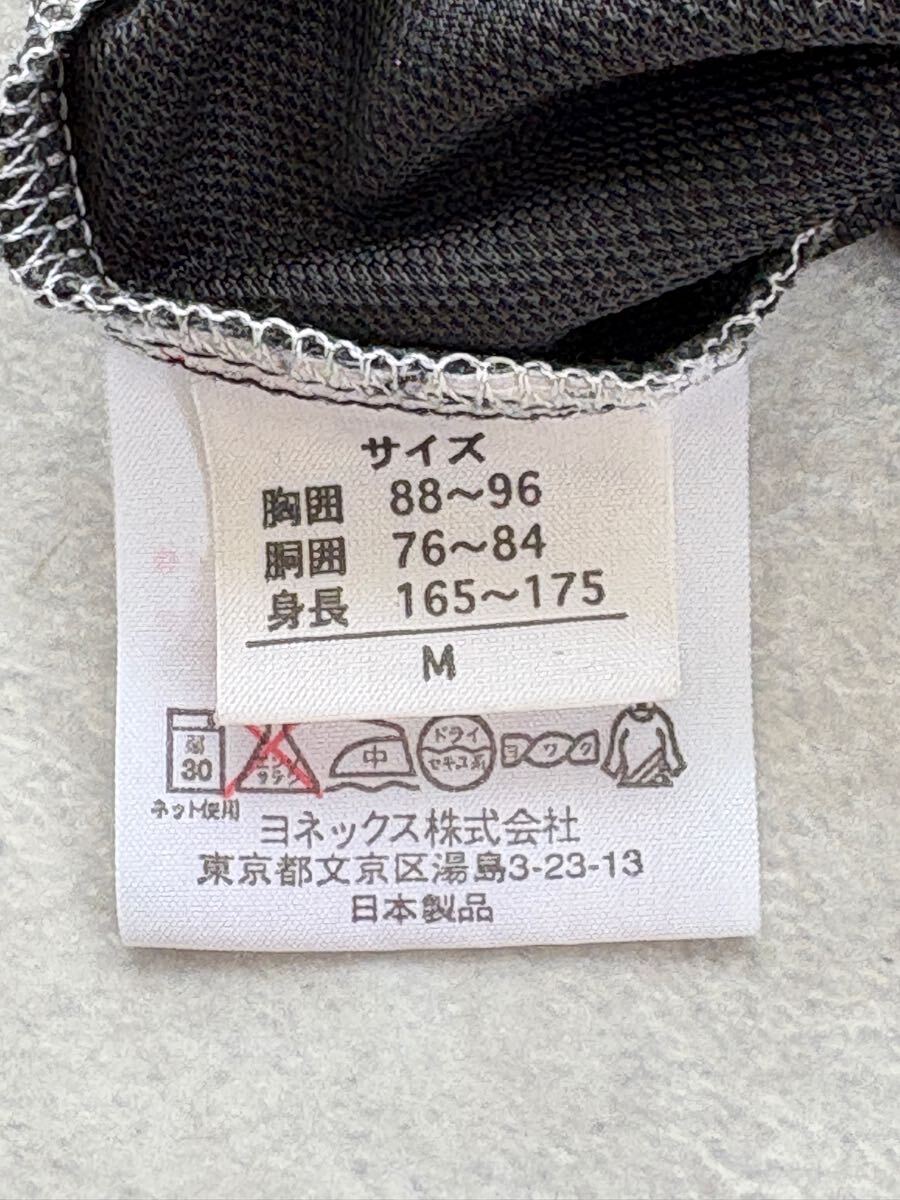 サイズ
胸囲 88〜96
胴囲 76〜84
身長 165〜175
M
弱 30
中
ドライ
セキユ系
ヨワク
ネット使用
ヨネックス株式会社
東京都文京区湯島3-23-13
日本製品